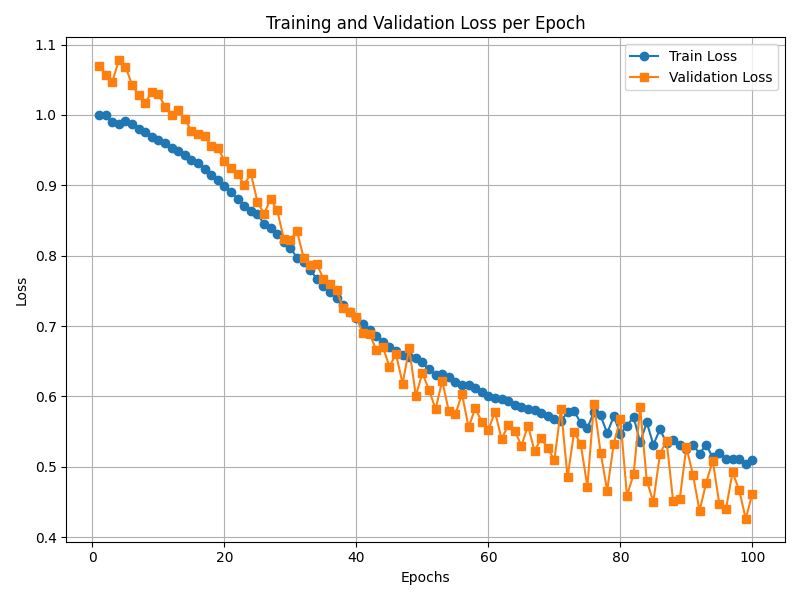 Training and Validation Loss per Epoch
Train Loss
Validation Loss
1.1
1.0
0.9
0.8
0.7
0.6
0.5
0.4
Loss
0 20 40 60 80 100
Epochs